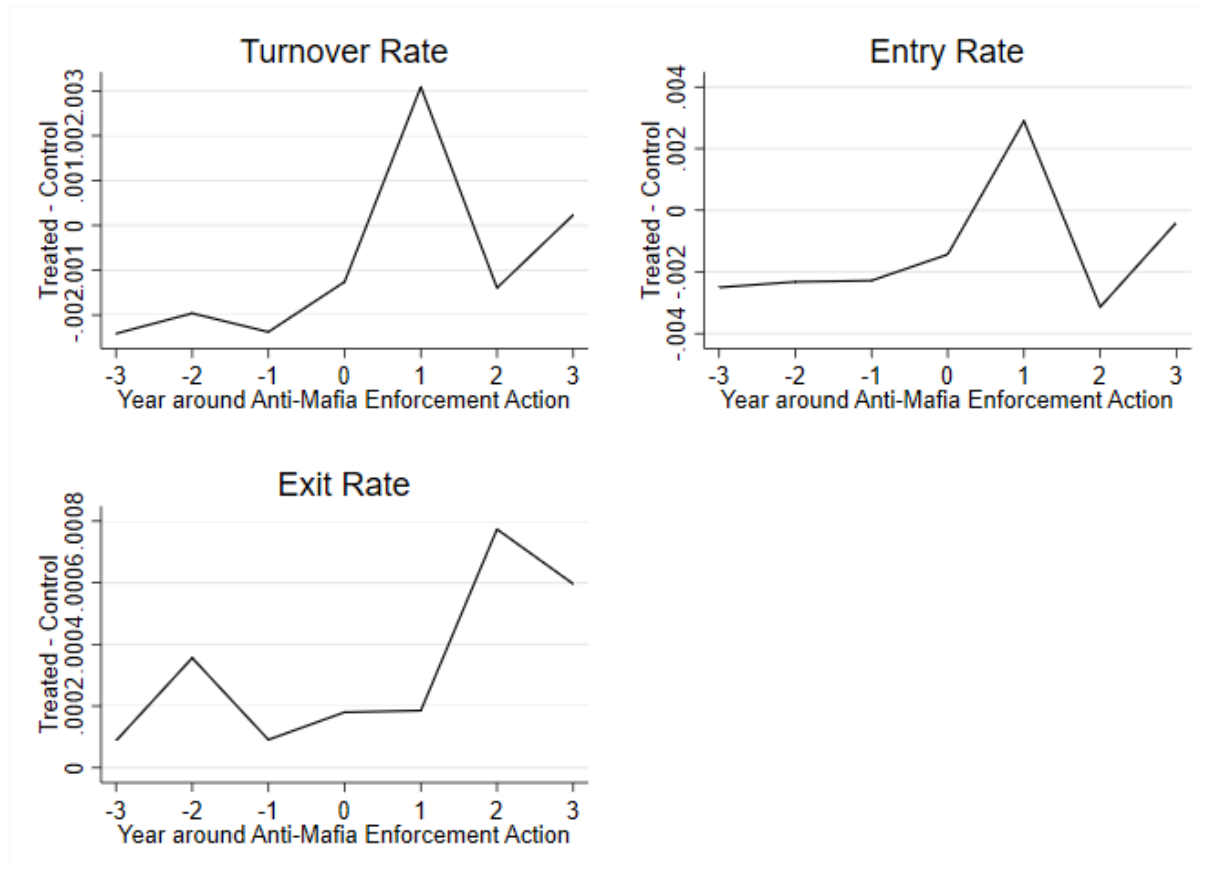 Turnover Rate
Treated - Control
-.002.001 0 .001.002.003
-3 -2 -1 0 1 2 3
Year around Anti-Mafia Enforcement Action
Entry Rate
Treated - Control
-.004 -.002 0 .002 .004
-3 -2 -1 0 1 2 3
Year around Anti-Mafia Enforcement Action
Exit Rate
Treated - Control
0 .0002.0004.0006.0008
-3 -2 -1 0 1 2 3
Year around Anti-Mafia Enforcement Action